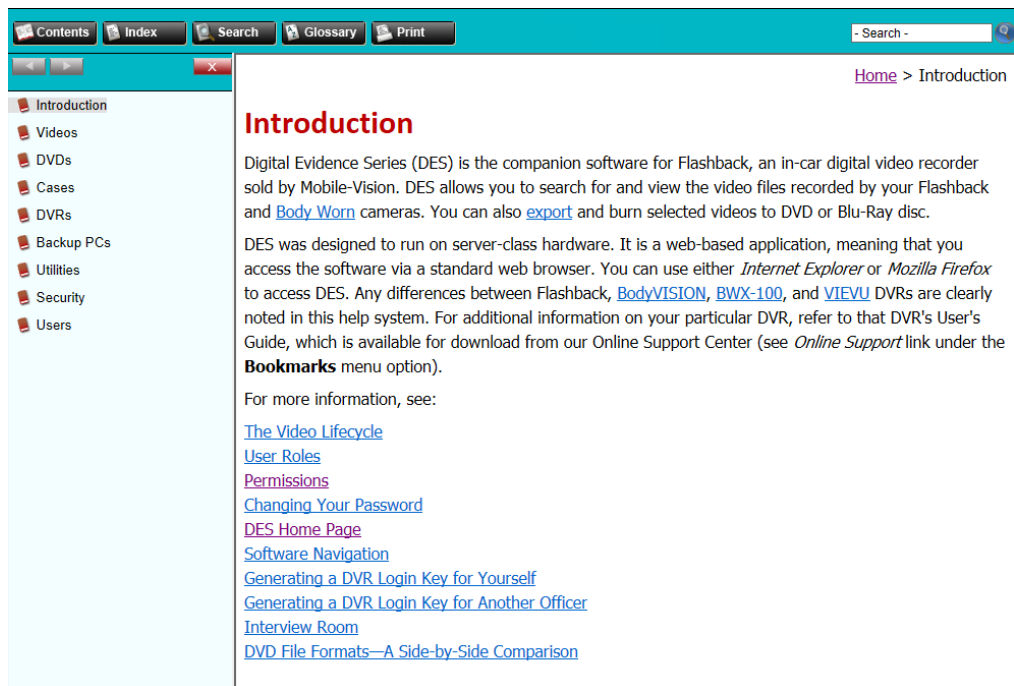 Contents Index Search Glossary Print - Search -
X
Home > Introduction
Introduction
Videos
DVDs
Cases
DVRs
Backup PCs
Utilities
Security
Users
Introduction
Digital Evidence Series (DES) is the companion software for Flashback, an in-car digital video recorder
sold by Mobile-Vision. DES allows you to search for and view the video files recorded by your Flashback
and Body Worn cameras. You can also export and burn selected videos to DVD or Blu-Ray disc.
DES was designed to run on server-class hardware. It is a web-based application, meaning that you
access the software via a standard web browser. You can use either Internet Explorer or Mozilla Firefox
to access DES. Any differences between Flashback, BodyVISION, BWX-100, and VIEVU DVRs are clearly
noted in this help system. For additional information on your particular DVR, refer to that DVR's User's
Guide, which is available for download from our Online Support Center (see Online Support link under the
Bookmarks menu option).
For more information, see:
The Video Lifecycle
User Roles
Permissions
Changing Your Password
DES Home Page
Software Navigation
Generating a DVR Login Key for Yourself
Generating a DVR Login Key for Another Officer
Interview Room
DVD File Formats—A Side-by-Side Comparison